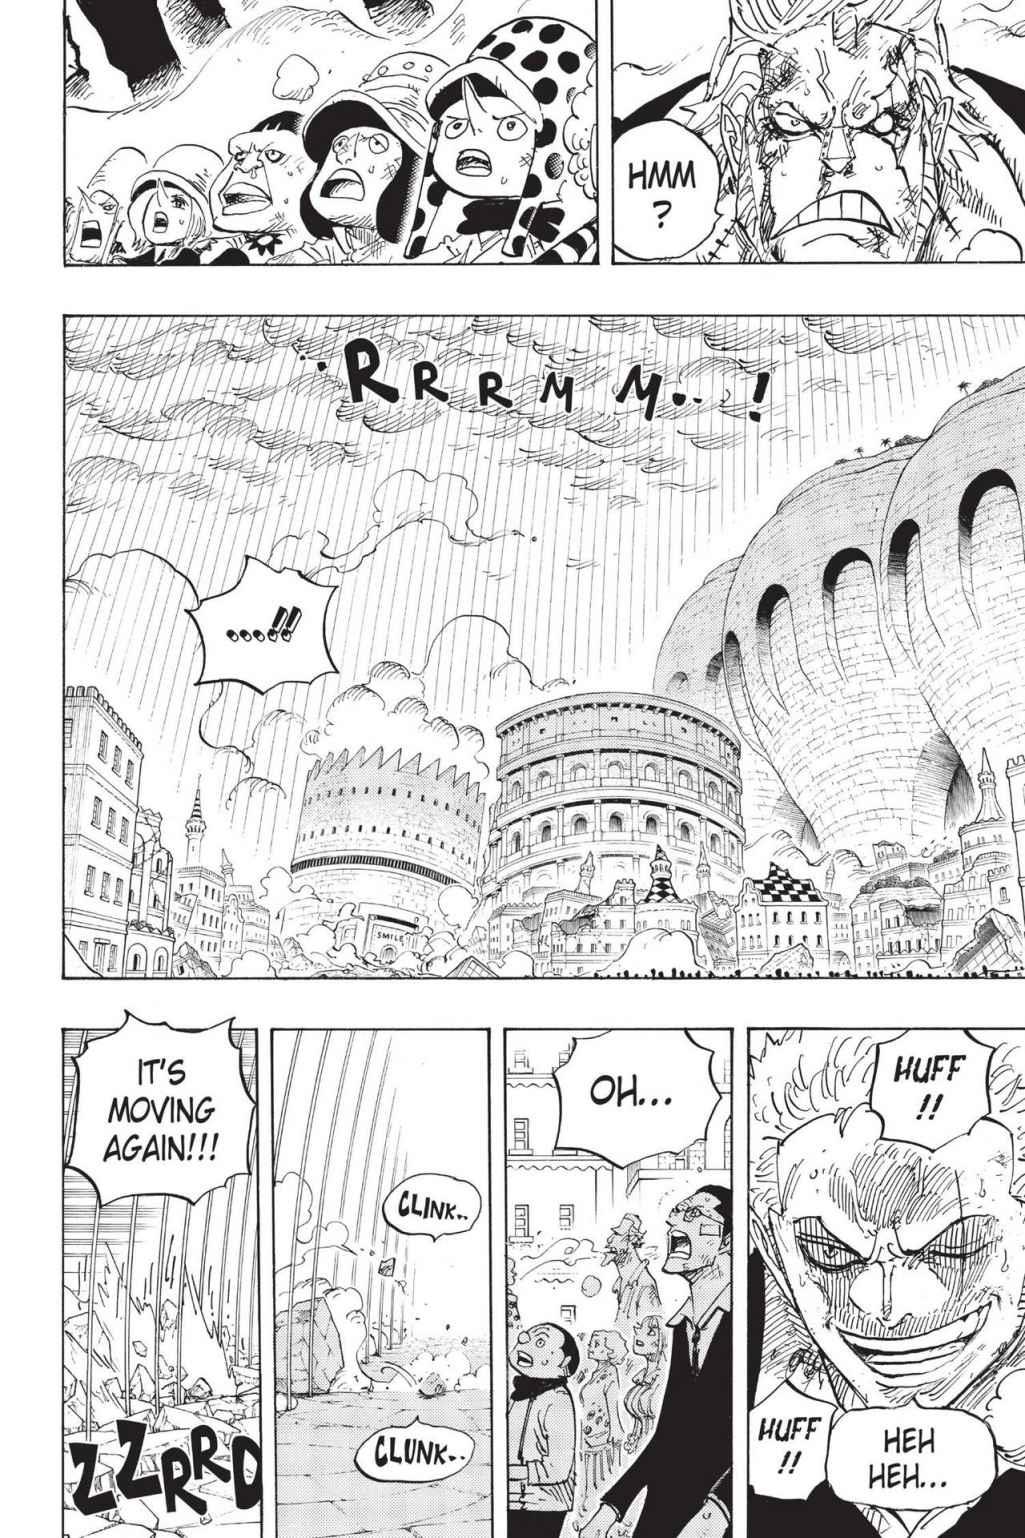 HMM
?
..RRRMM..!
....!!
SMILE
HUFF
!!
HEH
HEH...
HUFF
!!
OH...
CLINK..
CLUNK..
IT'S
MOVING
AGAIN!!!
ZZRRD